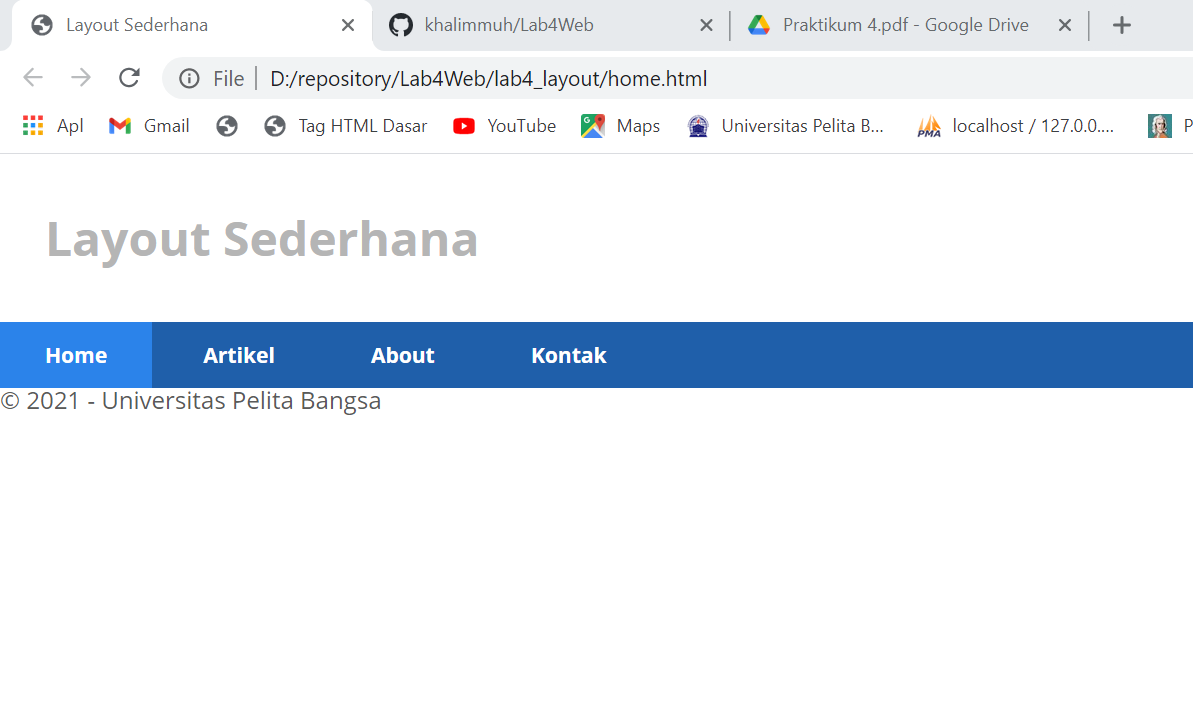 Layout Sederhana khalimmuh/Lab4Web Praktikum 4.pdf - Google Drive
File D:/repository/Lab4Web/lab4_layout/home.html
Apl Gmail Tag HTML Dasar YouTube Maps Universitas Pelita B... localhost / 127.0.0.... P
Layout Sederhana
Home Artikel About Kontak
© 2021 - Universitas Pelita Bangsa